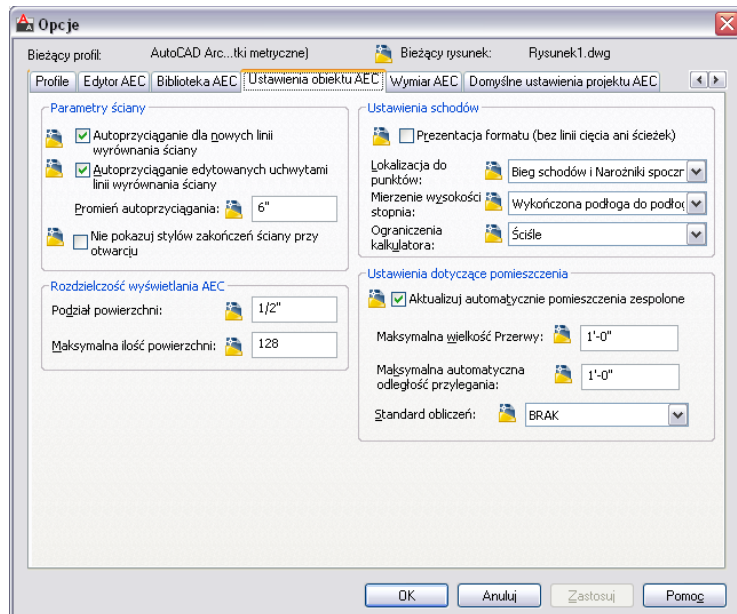 Opcje
Bieżący profil: AutoCAD Arc...tki metryczne) Bieżący rysunek: Rysunek1.dwg
Profile Edytor AEC Biblioteka AEC Ustawienia obiektu AEC Wymiar AEC Domyślne ustawienia projektu AEC
Parametry ściany
Autoprzyciąganie dla nowych linii
wyrównania ściany
Autoprzyciąganie edytowanych uchwytami
linii wyrównania ściany
Promień autoprzyciągania: 6"
Nie pokazuj stylów zakończeń ściany przy
otwarciu
Rozdzielczość wyświetlania AEC
Podział powierzchni: 1/2"
Maksymalna ilość powierzchni: 128
Ustawienia schodów
Prezentacja formatu (bez linii cięcia ani ścieżek)
Lokalizacja do
punktów: Bieg schodów i Narożniki spoczr
Mierzenie wysokości
stopnia: Wykończona podłoga do podłog
Ograniczenia
kalkulatora: Ściśle
Ustawienia dotyczące pomieszczenia
Aktualizuj automatycznie pomieszczenia zespolone
Maksymalna wielkość Przerwy: 1'-0"
Maksymalna automatyczna
odległość przylegania: 1'-0"
Standard obliczeń: BRAK
OK Anuluj Zastosuj Pomoc